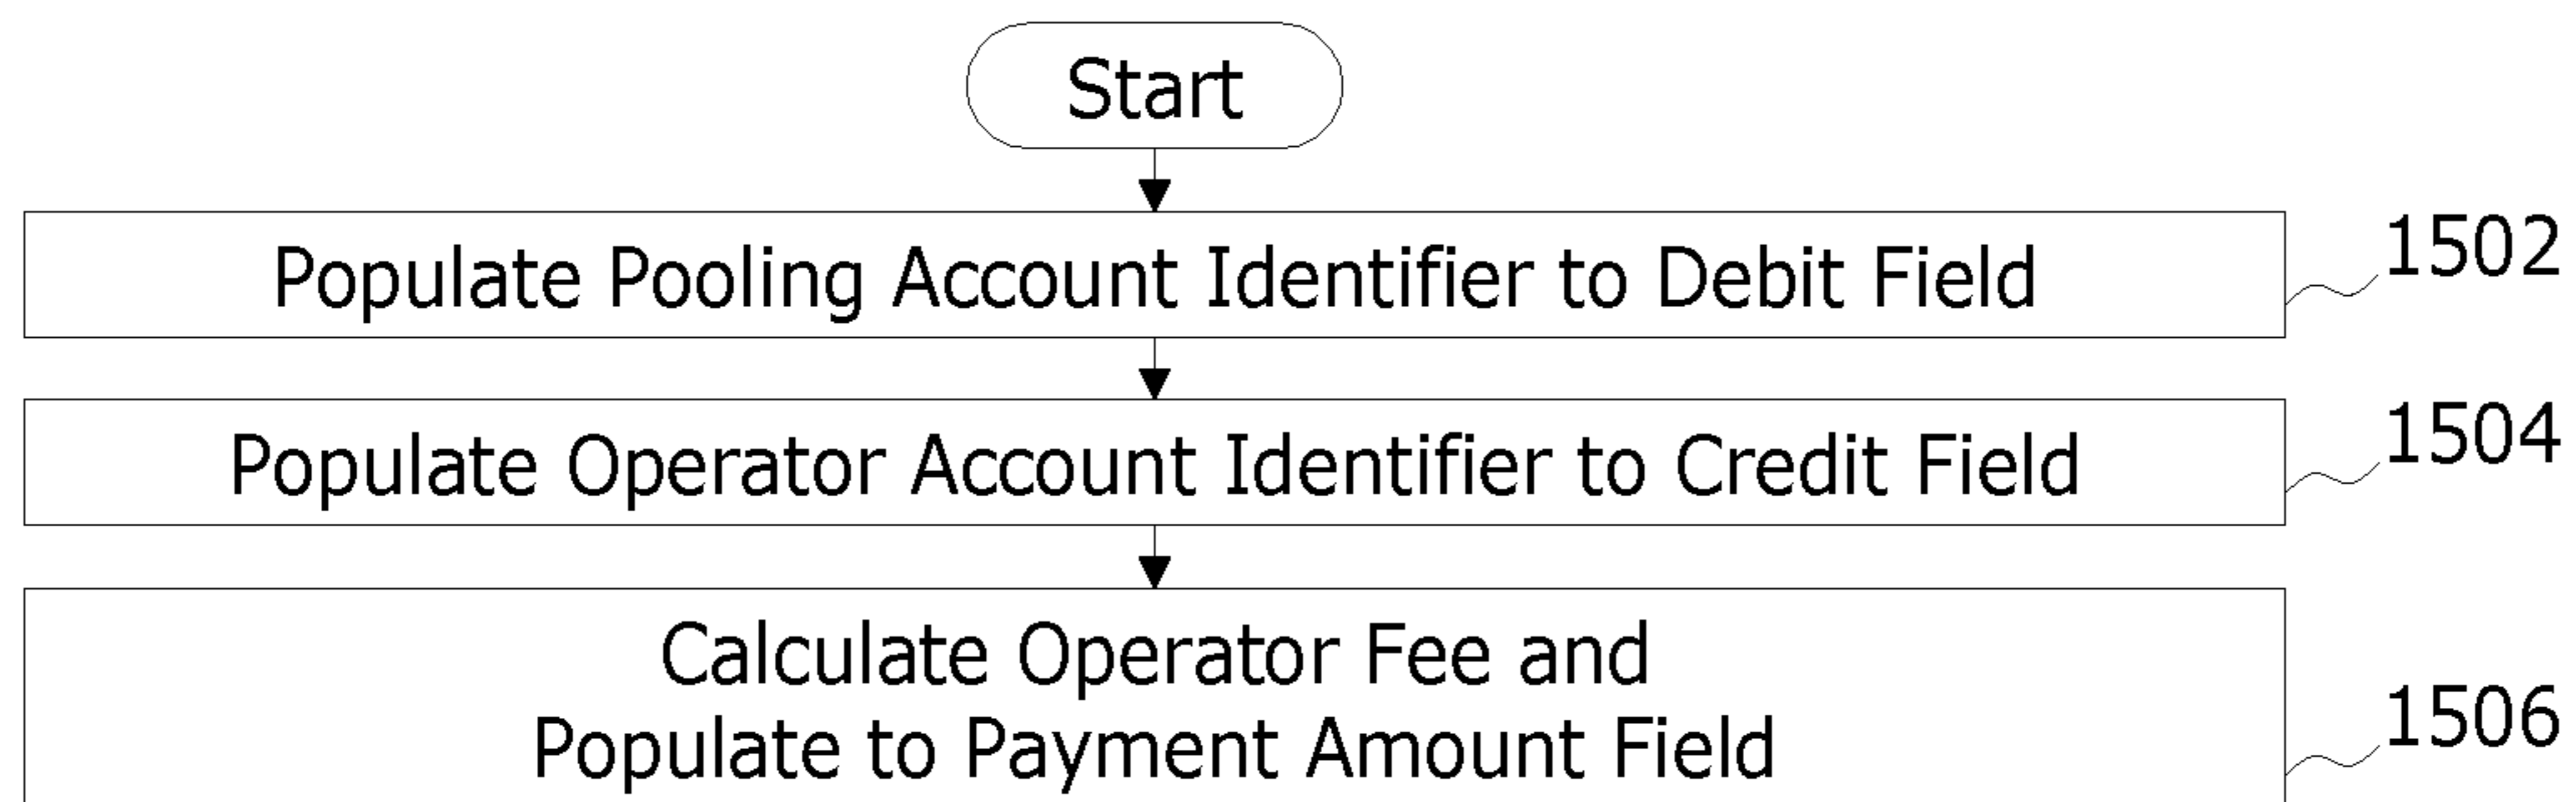 Start
Populate Pooling Account Identifier to Debit Field
1502
Populate Operator Account Identifier to Credit Field
1504
Calculate Operator Fee and
Populate to Payment Amount Field
1506